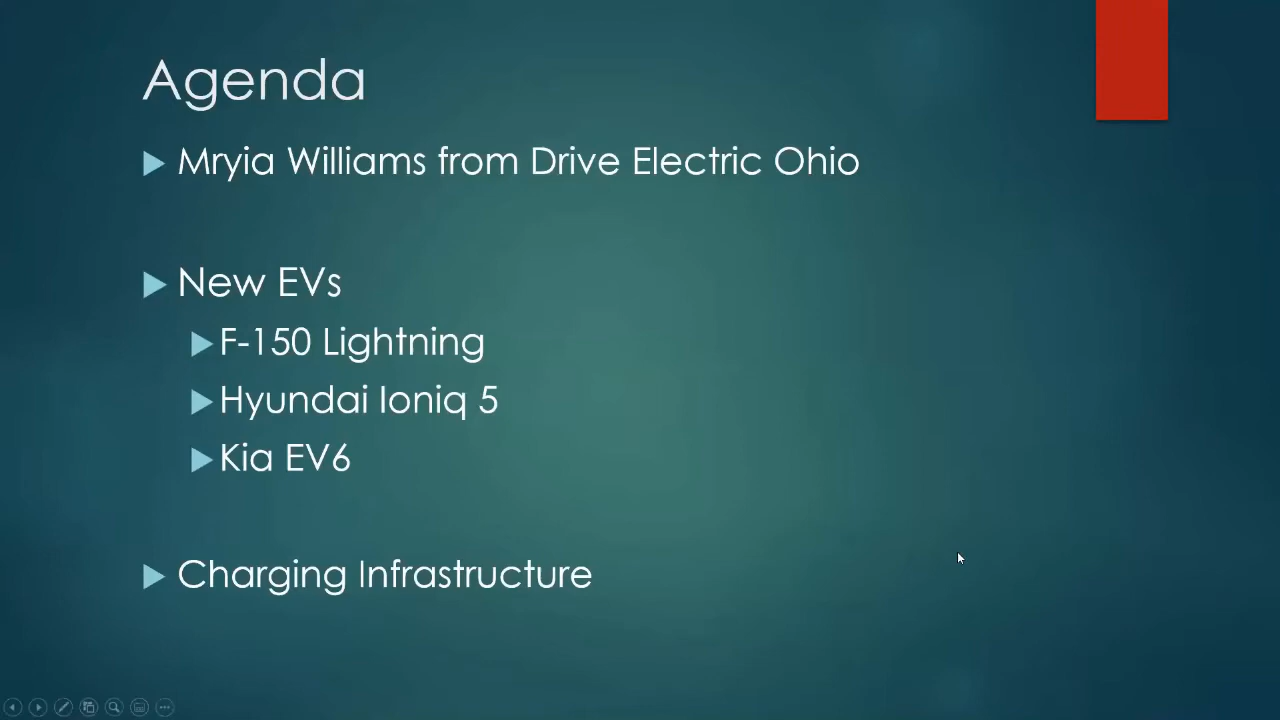 Agenda
Mryia Williams from Drive Electric Ohio
New EVs
F-150 Lightning
Hyundai Ioniq 5
Kia EV6
Charging Infrastructure